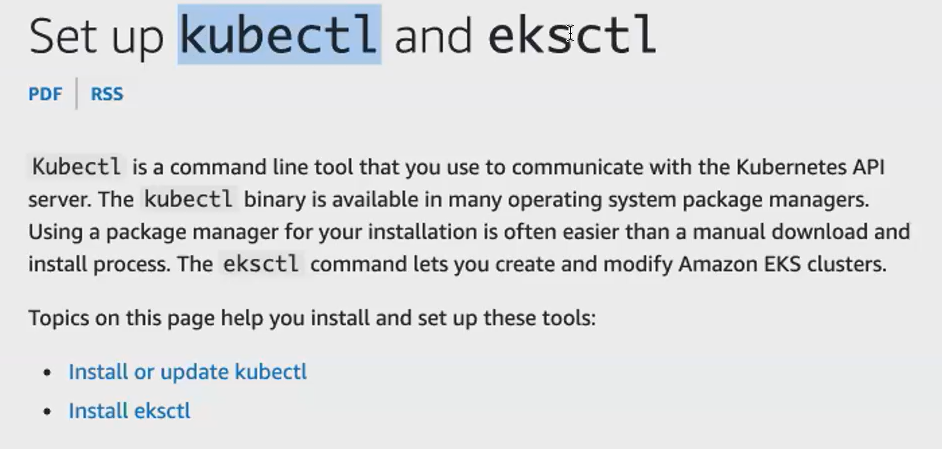 Set up kubectl and eksctl
PDF | RSS
Kubectl is a command line tool that you use to communicate with the Kubernetes API
server. The kubectl binary is available in many operating system package managers.
Using a package manager for your installation is often easier than a manual download and
install process. The eksctl command lets you create and modify Amazon EKS clusters.
Topics on this page help you install and set up these tools:
• Install or update kubectl
• Install eksctl